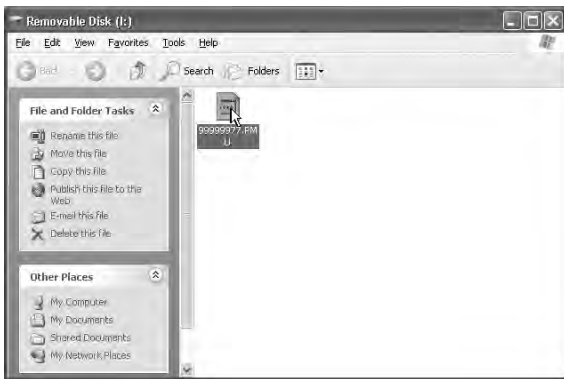 Removable Disk (I:)
File Edit View Favorites Tools Help
Back Search Folders
File and Folder Tasks
Rename this file
Move this file
Copy this file
Publish this file to the
Web
E-mail this file
Delete this file
99999977.PM
U
Other Places
My Computer
My Documents
Shared Documents
My Network Places